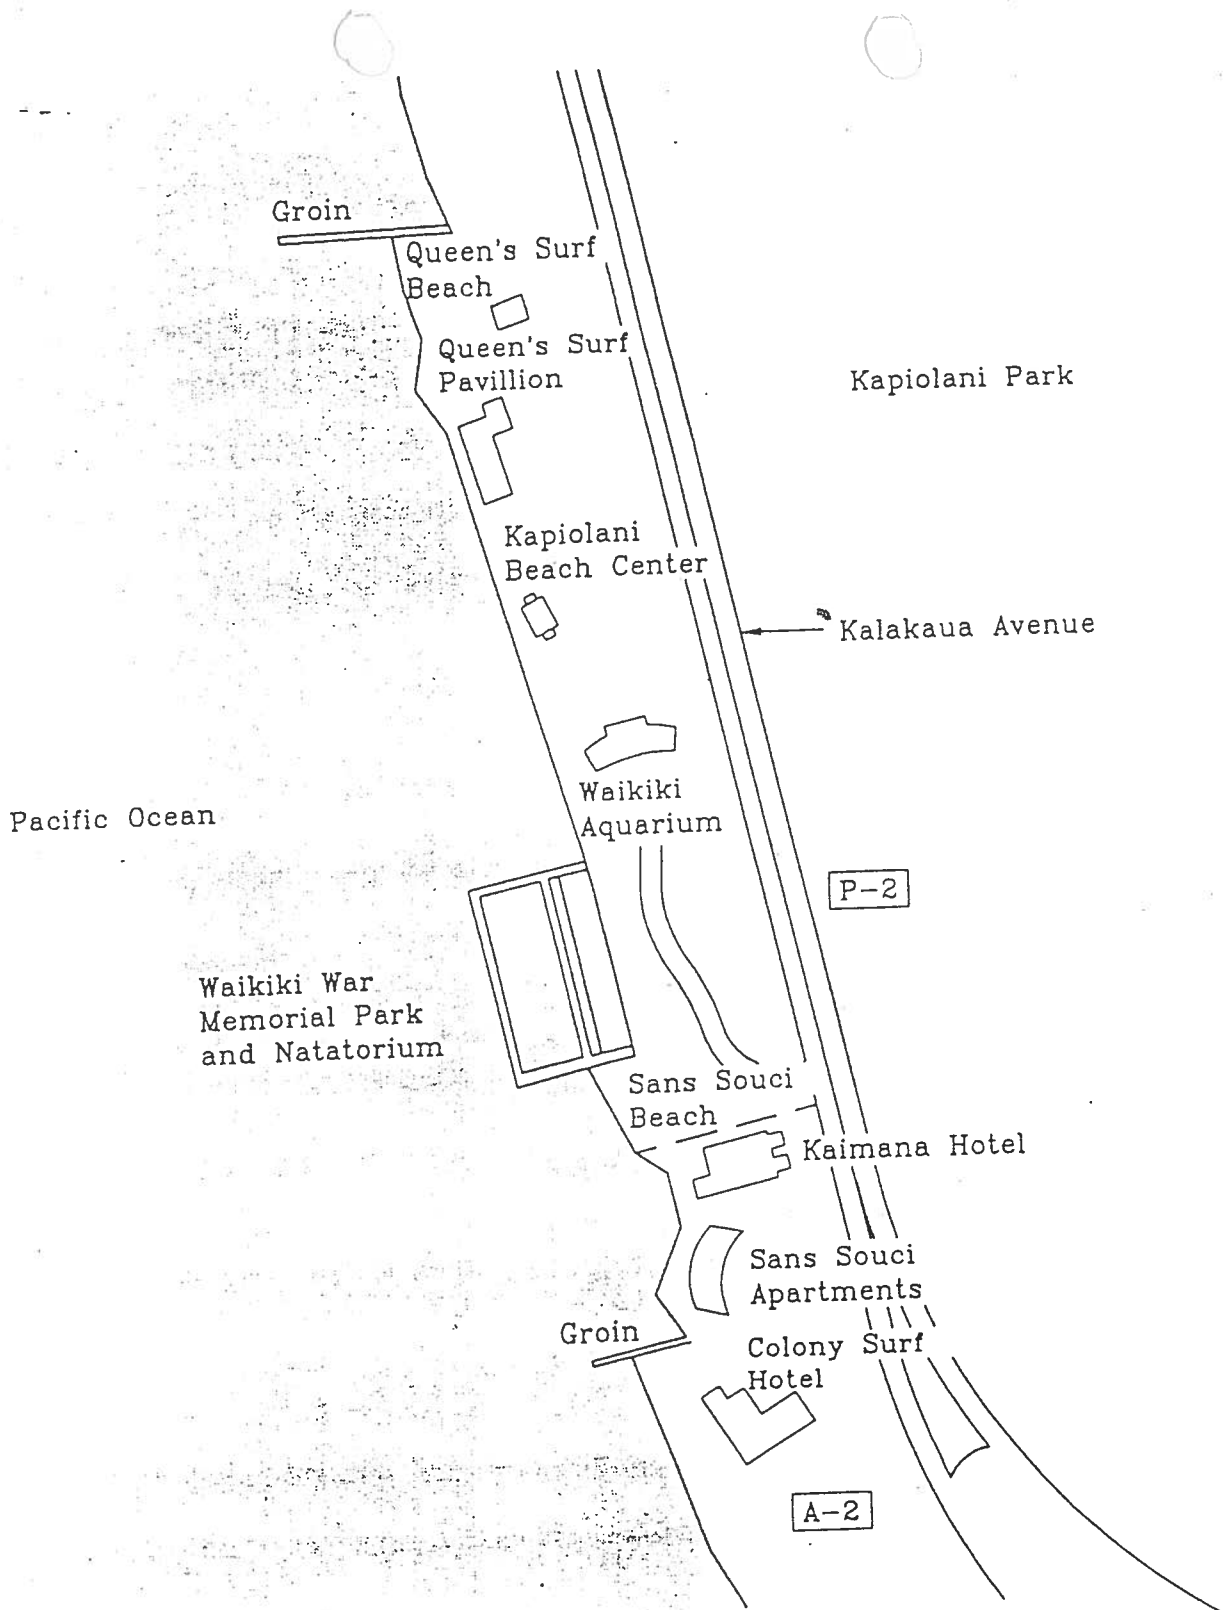 Groin
Queen's Surf
Beach
Queen's Surf
Pavillion
Kapiolani Park
Kapiolani
Beach Center
Kalakaua Avenue
Waikiki
Aquarium
Pacific Ocean
P-2
Waikiki War
Memorial Park
and Natatorium
Sans Souci
Beach
Kaimana Hotel
Sans Souci
Apartments
Groin
Colony Surf
Hotel
A-2